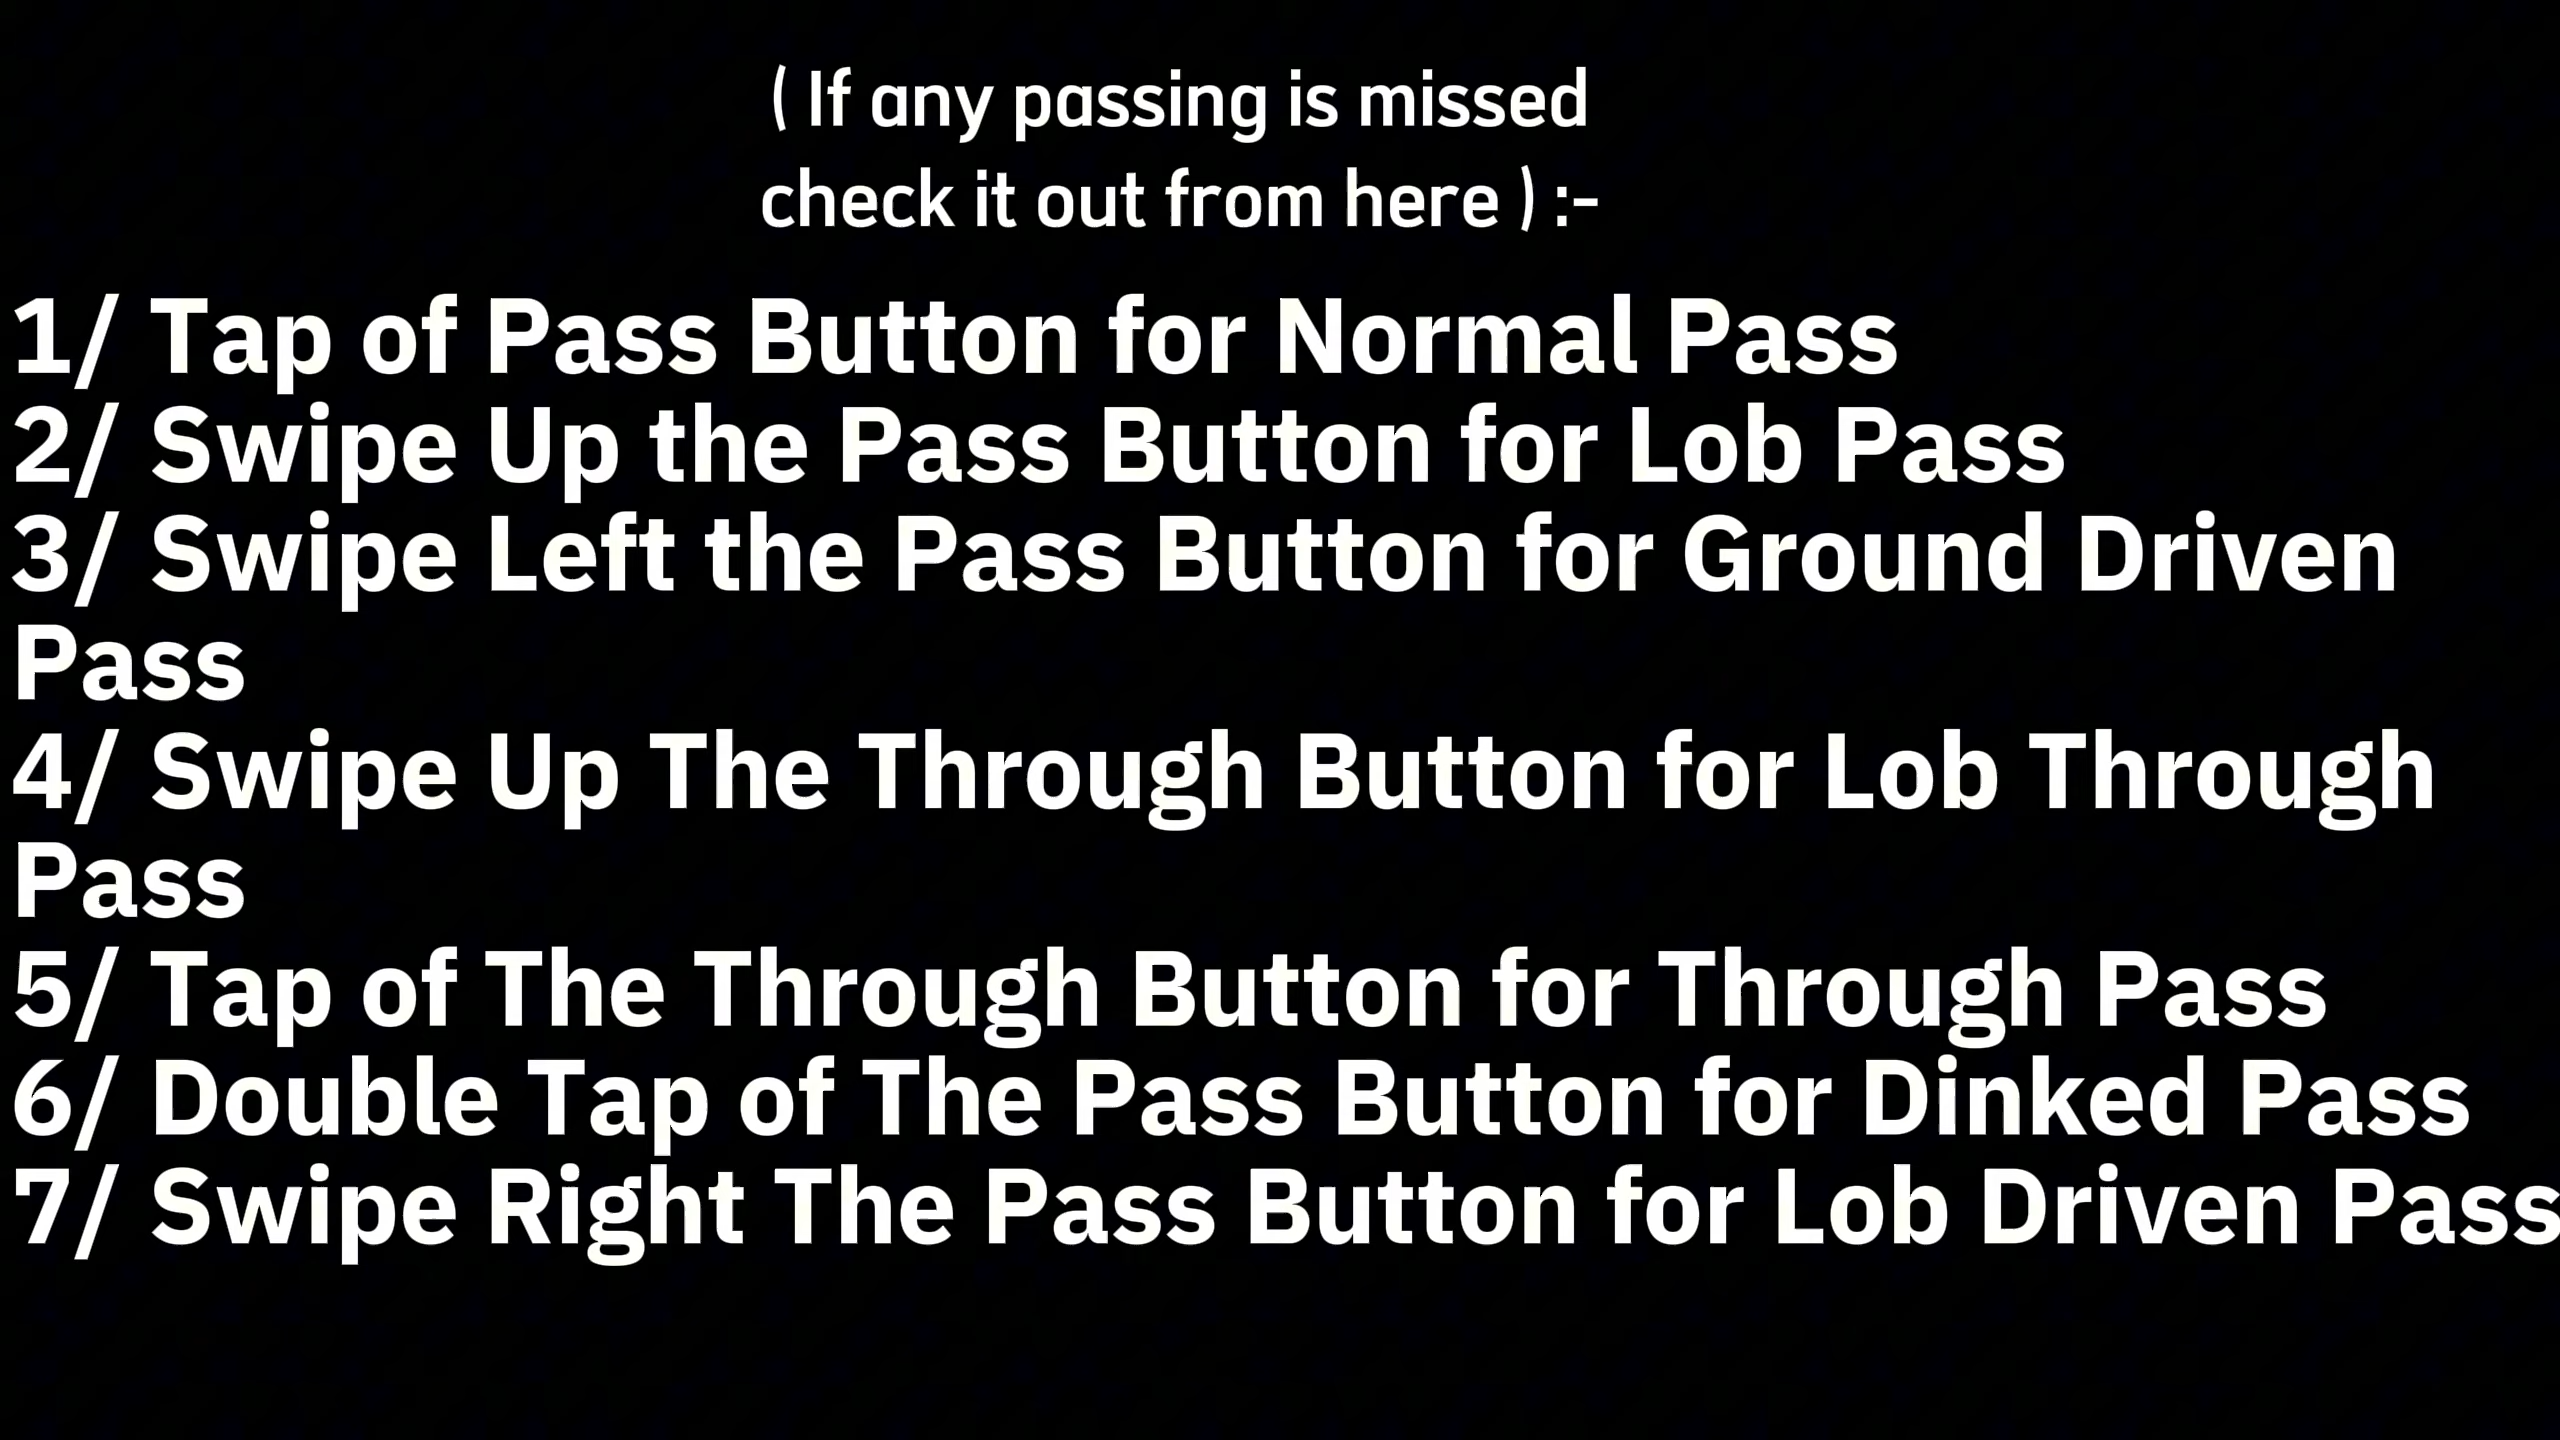 ( If any passing is missed
check it out from here ) :-
1/ Tap of Pass Button for Normal Pass
2/ Swipe Up the Pass Button for Lob Pass
3/ Swipe Left the Pass Button for Ground Driven
Pass
4/ Swipe Up The Through Button for Lob Through
Pass
5/ Tap of The Through Button for Through Pass
6/ Double Tap of The Pass Button for Dinked Pass
7/ Swipe Right The Pass Button for Lob Driven Pass